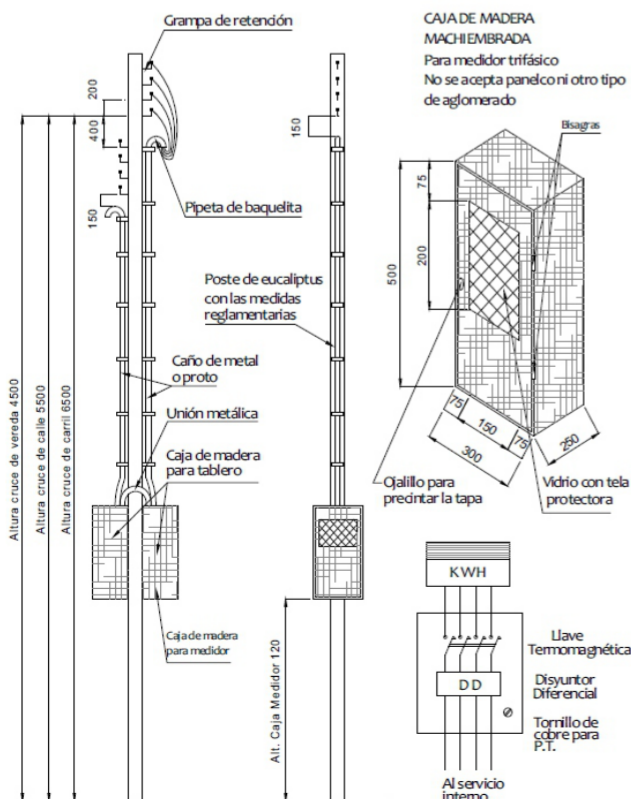 Grampa de retención
200
400
150
Pipeta de baquelita
Poste de eucaliptus
con las medidas
reglamentarias
Caño de metal
o proto
Unión metálica
Caja de madera
para tablero
Caja de madera
para medidor
Altura cruce de vereda 4500
Altura cruce de calle 5500
Altura cruce de carril 6500
150
Alt. Caja Medidor 120
CAJA DE MADERA
MACHIEMBRADA
Para medidor trifásico
No se acepta panelco ni otro tipo
de aglomerado
Bisagras
75
200
500
75
150
75
300
250
Ojalillo para
precintar la tapa
Vidrio con tela
protectora
KWH
Llave
Termomagnética
DD
Disyuntor
Diferencial
Tornillo de
cobre para
P.T.
Al servicio
interno